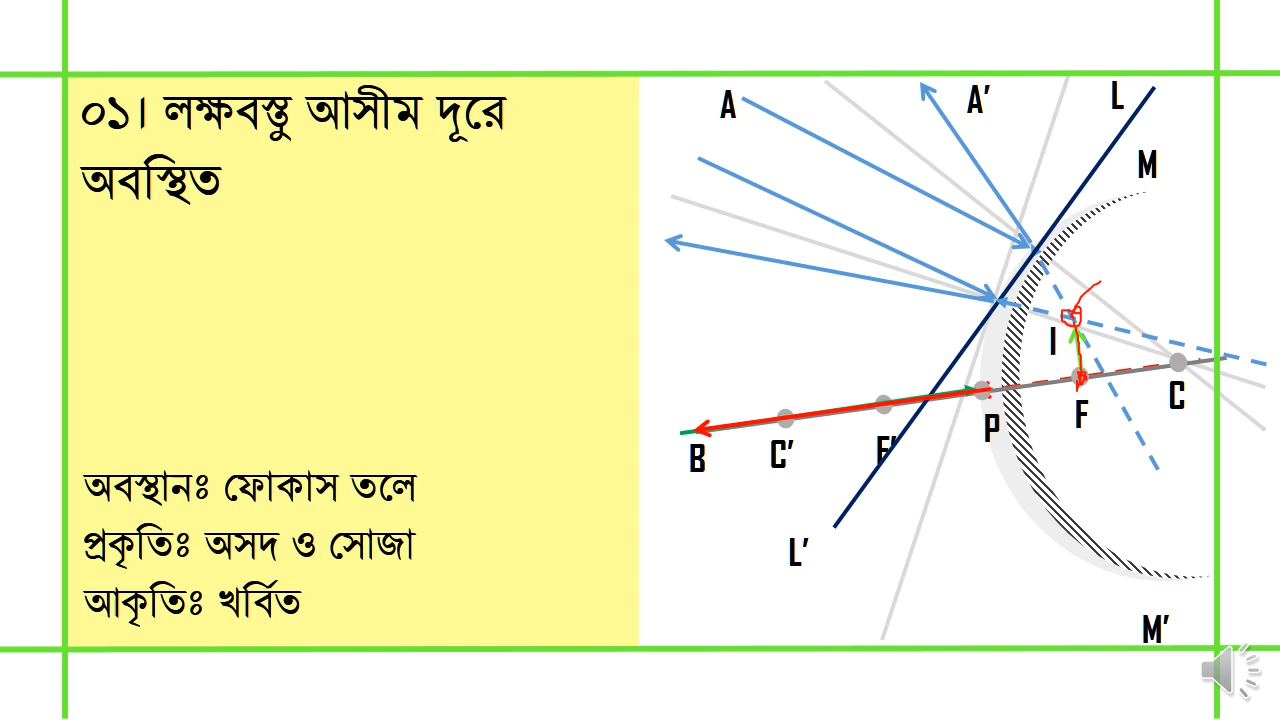 ০১। লক্ষবস্তু আসীম দূরে
অবস্থিত
অবস্থানঃ ফোকাস তলে
প্রকৃতিঃ অসদ ও সোজা
আকৃতিঃ খর্বিত
A
A′
L
M
I
B
C′
F′
P
F
C
L′
M′